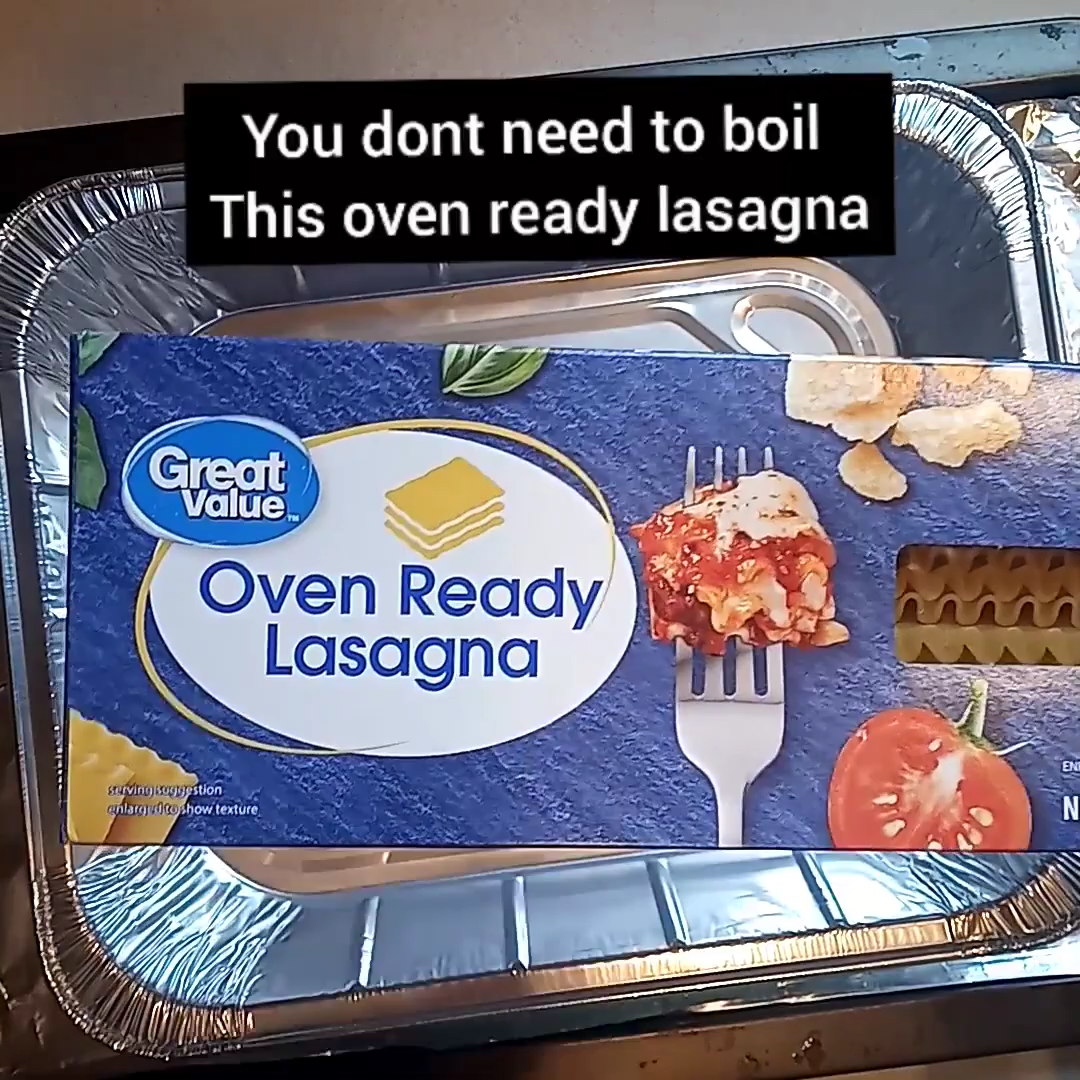 You dont need to boil
This oven ready lasagna
Great
Value™
Oven Ready
Lasagna
serving suggestion
enlarged to show texture